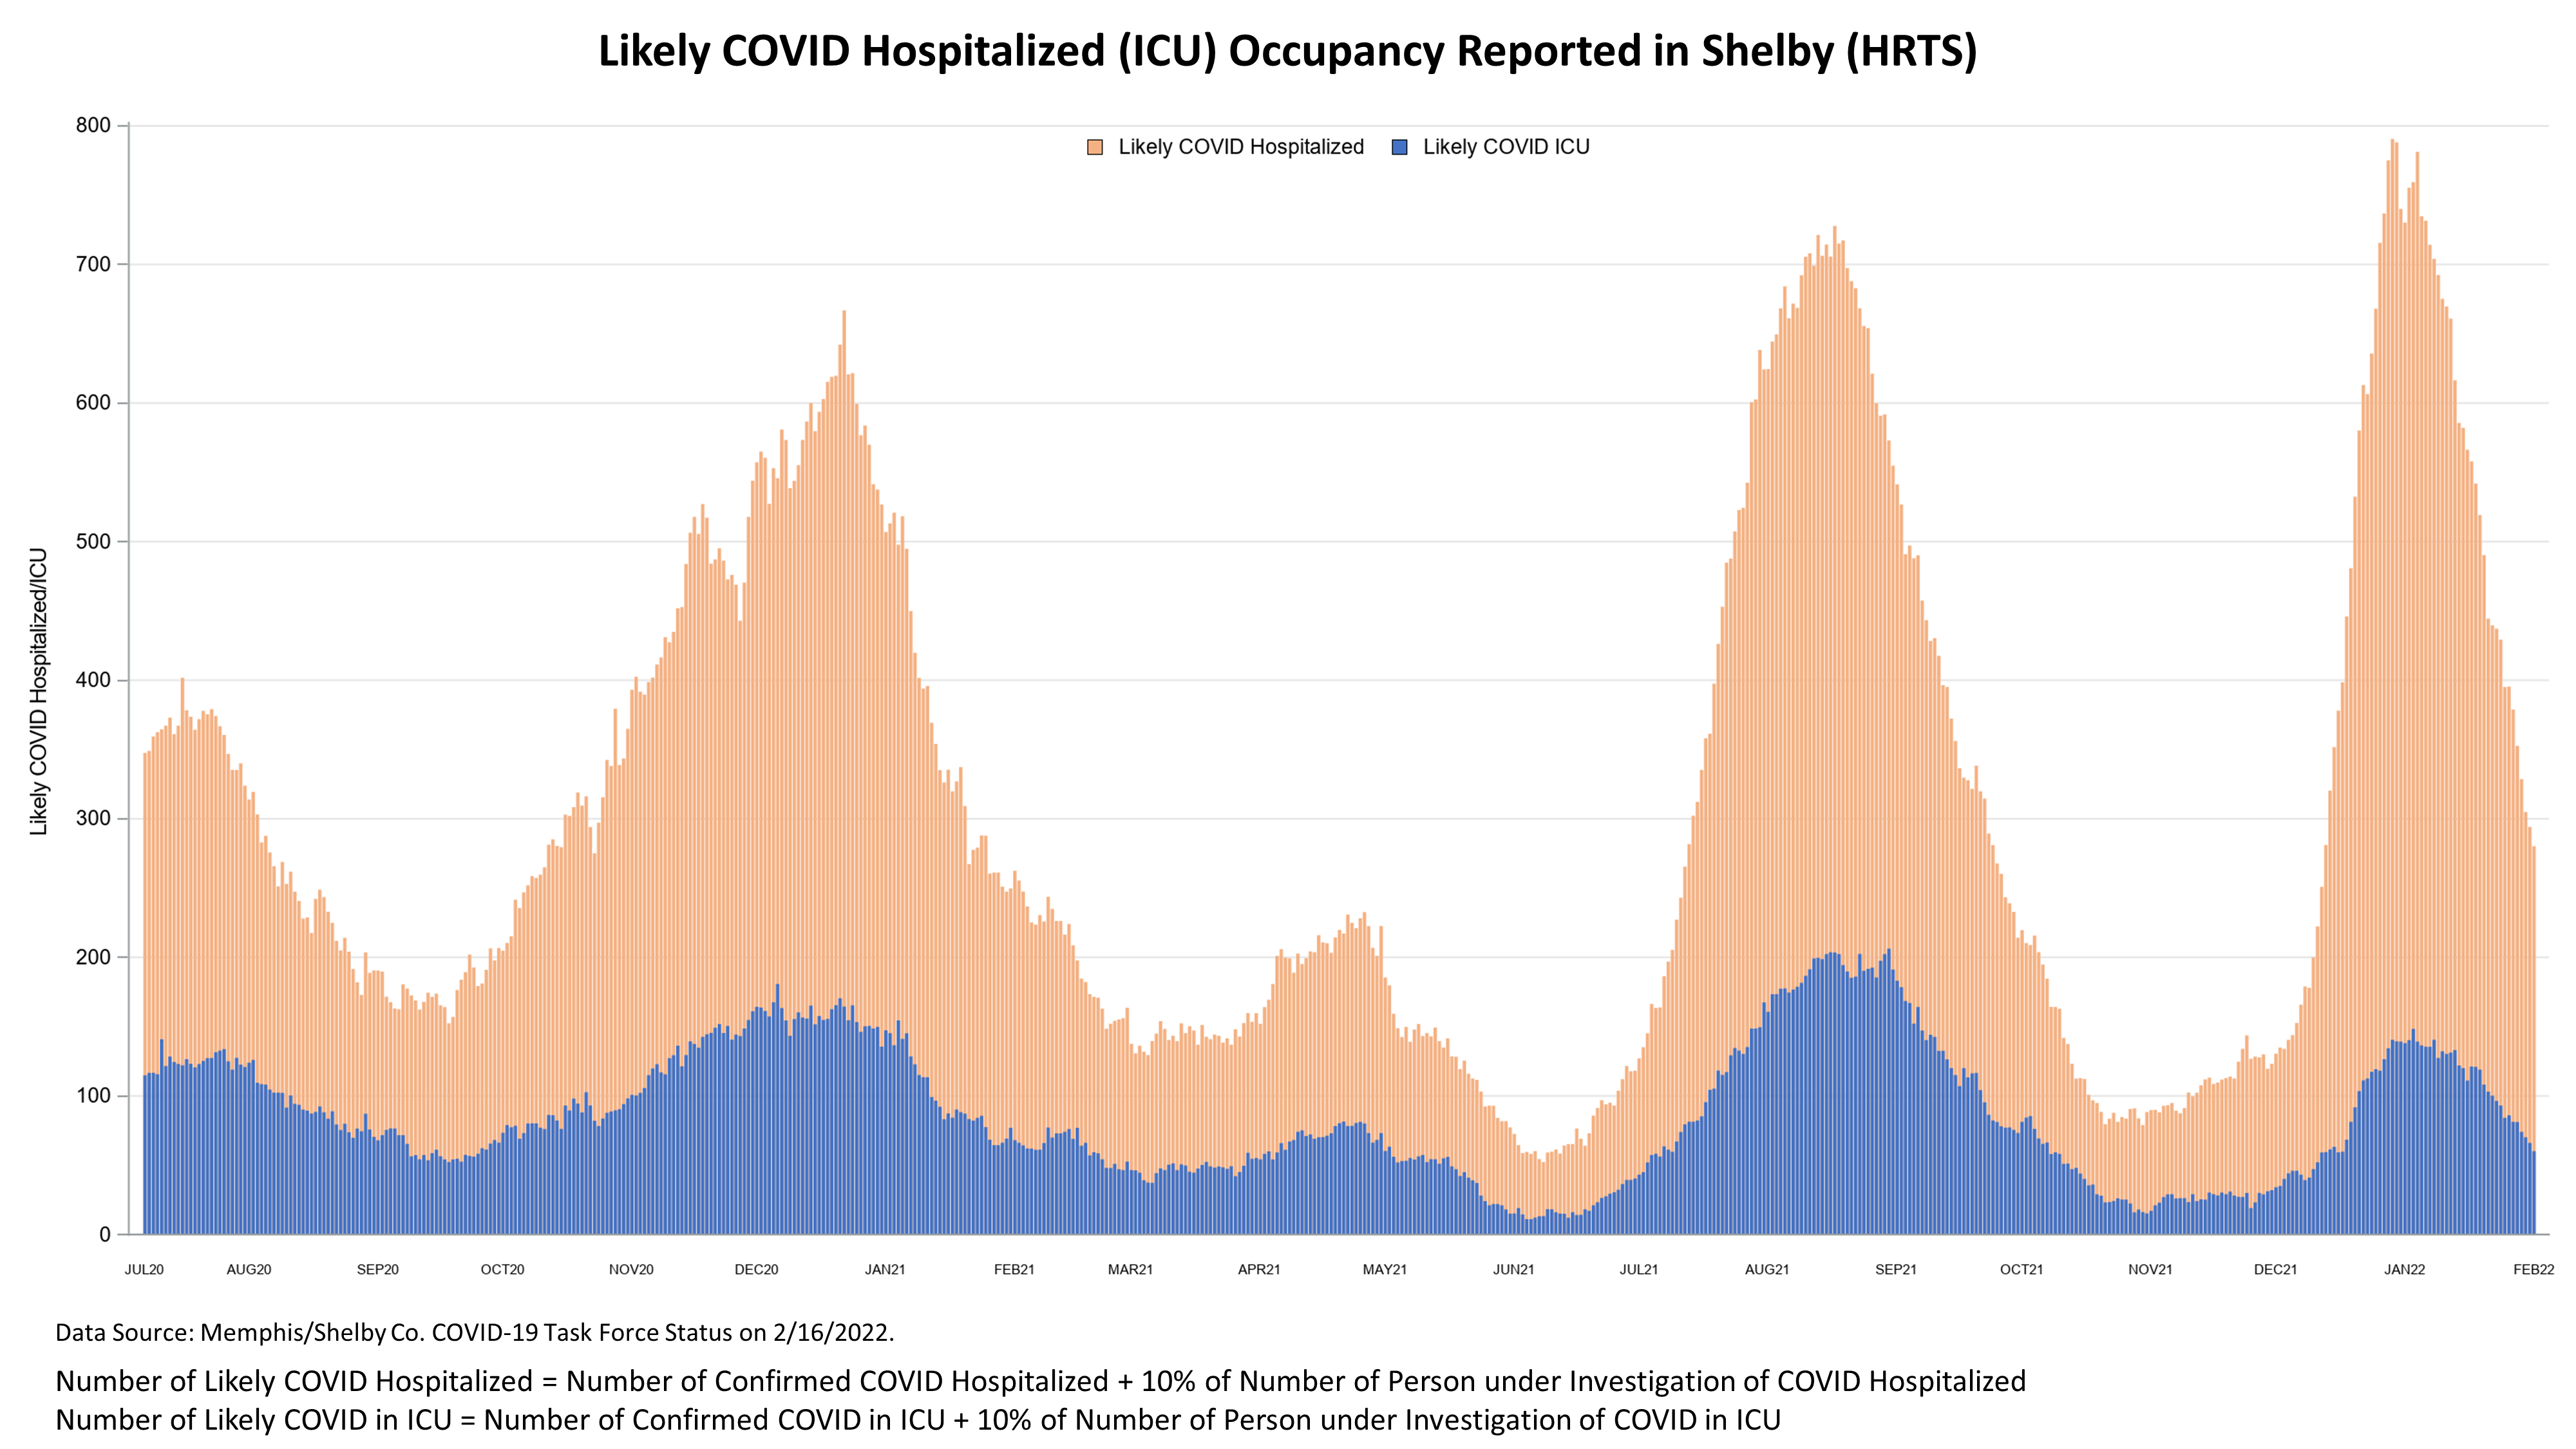 Likely COVID Hospitalized (ICU) Occupancy Reported in Shelby (HRTS)
Likely COVID Hospitalized Likely COVID ICU
Likely COVID Hospitalized/ICU
800
700
600
500
400
300
200
100
0
JUL20 AUG20 SEP20 OCT20 NOV20 DEC20 JAN21 FEB21 MAR21 APR21 MAY21 JUN21 JUL21 AUG21 SEP21 OCT21 NOV21 DEC21 JAN22 FEB22
Data Source: Memphis/Shelby Co. COVID-19 Task Force Status on 2/16/2022.
Number of Likely COVID Hospitalized = Number of Confirmed COVID Hospitalized + 10% of Number of Person under Investigation of COVID Hospitalized
Number of Likely COVID in ICU = Number of Confirmed COVID in ICU + 10% of Number of Person under Investigation of COVID in ICU